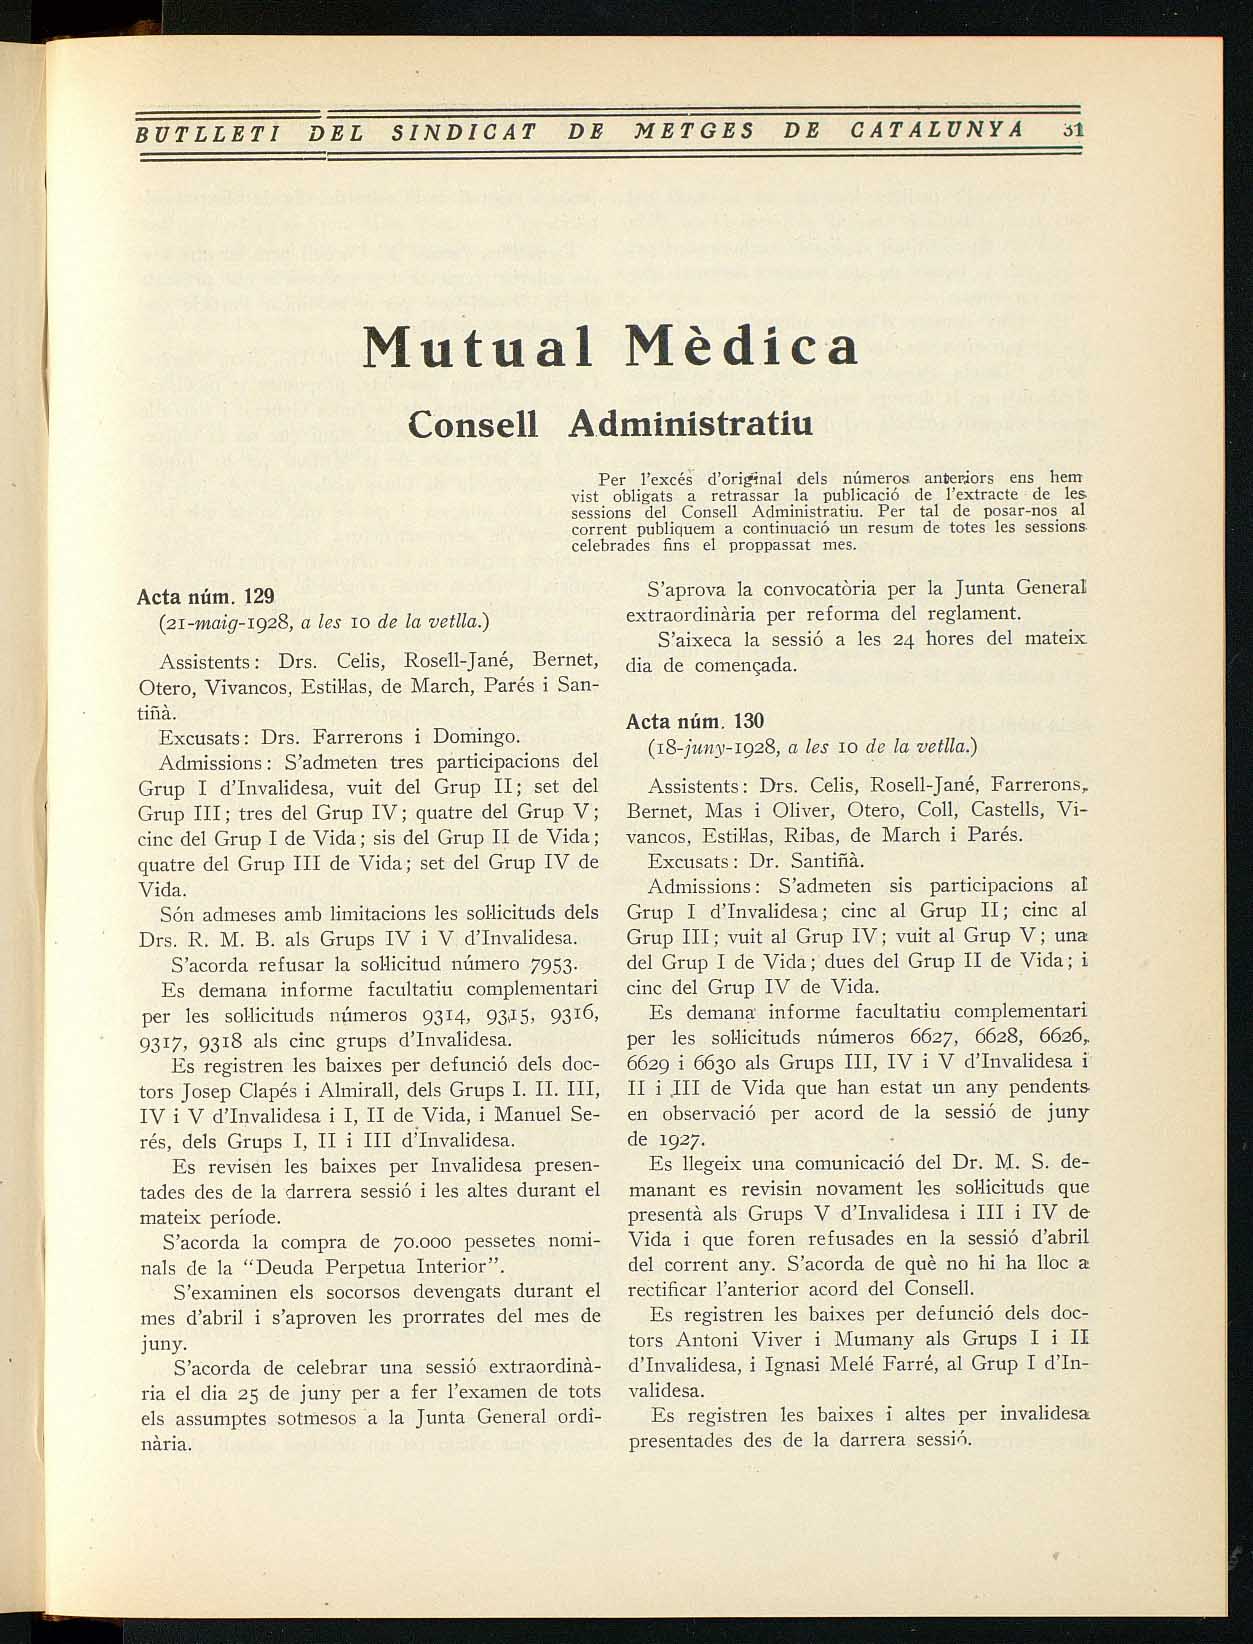 BUTLLETI DEL SINDICAT DE METGES DE CATALUNYA 31
Mutual Mèdica
Consell Administratiu
Per l'excés d'original dels números anteriors ens hem
vist obligats a retrassar la publicació de l'extracte de les
sessions del Consell Administratiu. Per tal de posar-nos al
corrent publiquem a continuació un resum de totes les sessions
celebrades fins el proppassat mes.
Acta núm. 129
(21-maig-1928, a les 10 de la vetlla.)
Assistents: Drs. Celis, Rosell-Jané, Bernet,
Otero, Vivancos, Estiŀlas, de March, Parés i San-
tiñà.
Excusats: Drs. Farrerons i Domingo.
Admissions: S'admeten tres participacions del
Grup I d'Invalidesa, vuit del Grup II; set del
Grup III; tres del Grup IV; quatre del Grup V;
cinc del Grup I de Vida; sis del Grup II de Vida;
quatre del Grup III de Vida; set del Grup IV de
Vida.
Són admeses amb limitacions les soŀlicituds dels
Drs. R. M. B. als Grups IV i V d'Invalidesa.
S'acorda refusar la soŀlicitud número 7953.
Es demana informe facultatiu complementari
per les soŀlicituds números 9314, 9315, 9316,
9317, 9318 als cinc grups d'Invalidesa.
Es registren les baixes per defunció dels doc-
tors Josep Clapés i Almirall, dels Grups I. II. III,
IV i V d'Invalidesa i I, II de Vida, i Manuel Se-
rés, dels Grups I, II i III d'Invalidesa.
Es revisen les baixes per Invalidesa presen-
tades des de la darrera sessió i les altes durant el
mateix període.
S'acorda la compra de 70.000 pessetes nomi-
nals de la "Deuda Perpetua Interior".
S'examinen els socorsos devengats durant el
mes d'abril i s'aproven les prorrates del mes de
juny.
S'acorda de celebrar una sessió extraordinà-
ria el dia 25 de juny per a fer l'examen de tots
els assumptes sotmesos a la Junta General ordi-
nària.
S'aprova la convocatòria per la Junta General
extraordinària per reforma del reglament.
S'aixeca la sessió a les 24 hores del mateix
dia de començada.
Acta núm. 130
(18-juny-1928, a les 10 de la vetlla.)
Assistents: Drs. Celis, Rosell-Jané, Farrerons,
Bernet, Mas i Oliver, Otero, Coll, Castells, Vi-
vancos, Estiŀlas, Ribas, de March i Parés.
Excusats: Dr. Santiñà.
Admissions: S'admeten sis participacions al
Grup I d'Invalidesa; cinc al Grup II; cinc al
Grup III; vuit al Grup IV; vuit al Grup V; una
del Grup I de Vida; dues del Grup II de Vida; i
cinc del Grup IV de Vida.
Es demana informe facultatiu complementari
per les soŀlicituds números 6627, 6628, 6626,
6629 i 6630 als Grups III, IV i V d'Invalidesa i
II i III de Vida que han estat un any pendents
en observació per acord de la sessió de juny
de 1927.
Es llegeix una comunicació del Dr. M. S. de-
manant es revisin novament les soŀlicituds que
presentà als Grups V d'Invalidesa i III i IV de
Vida i que foren refusades en la sessió d'abril
del corrent any. S'acorda de què no hi ha lloc a
rectificar l'anterior acord del Consell.
Es registren les baixes per defunció dels doc-
tors Antoni Viver i Mumany als Grups I i II
d'Invalidesa, i Ignasi Melé Farré, al Grup I d'In-
validesa.
Es registren les baixes i altes per invalidesa
presentades des de la darrera sessió.